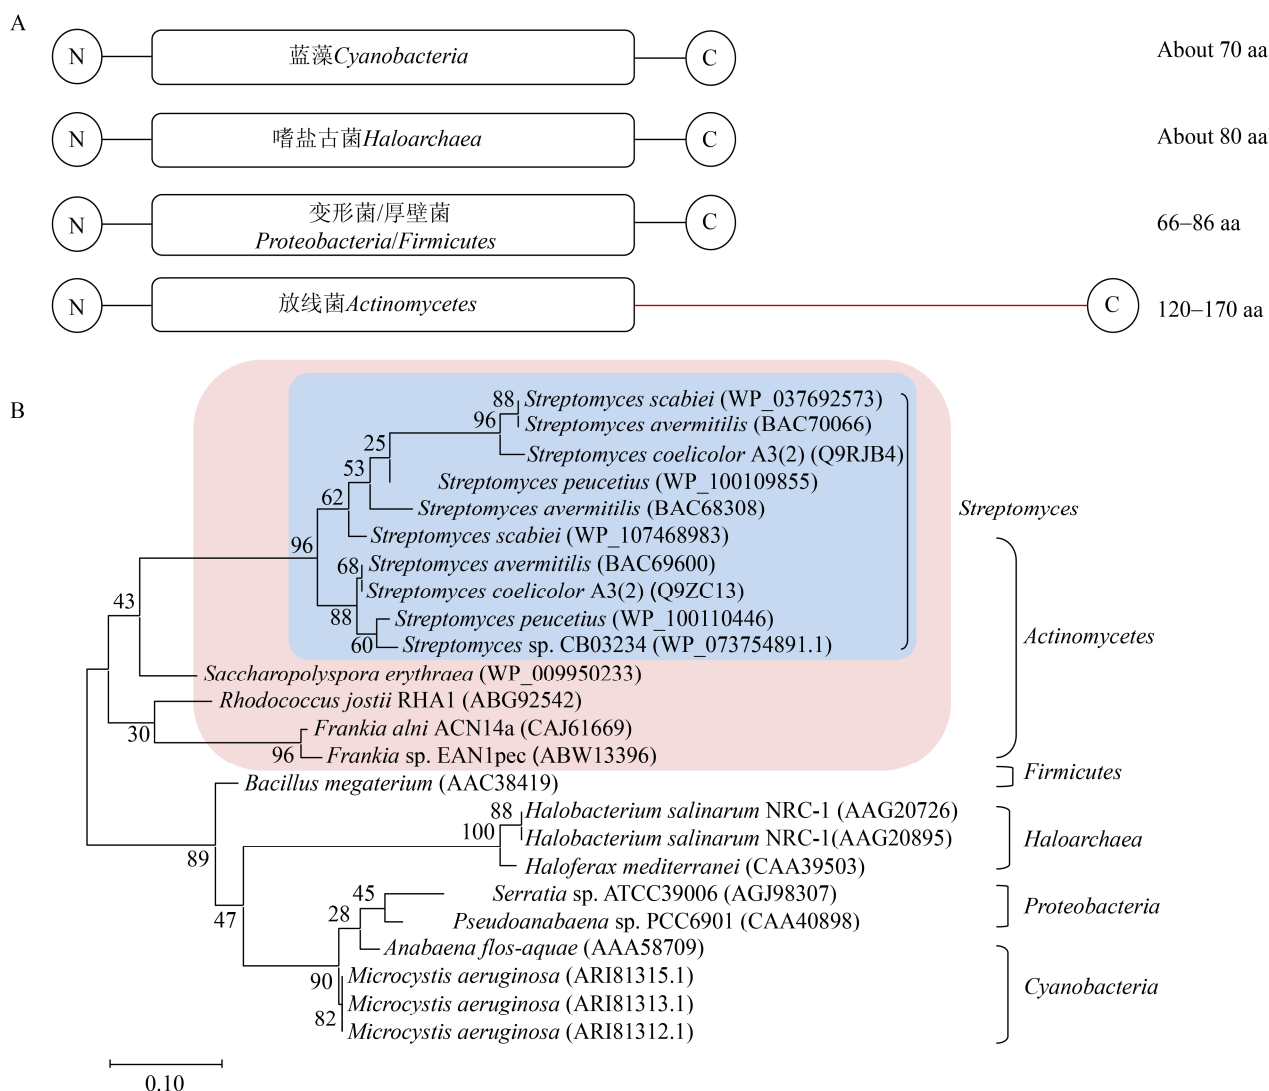 A
N
蓝藻Cyanobacteria
C
About 70 aa
N
嗜盐古菌Haloarchaea
C
About 80 aa
N
变形菌/厚壁菌
Proteobacteria/Firmicutes
C
66–86 aa
N
放线菌Actinomycetes
C
120–170 aa
B
88
Streptomyces scabiei (WP_037692573)
96
Streptomyces avermitilis (BAC70066)
25
Streptomyces coelicolor A3(2) (Q9RJB4)
53
Streptomyces peucetius (WP_100109855)
62
Streptomyces avermitilis (BAC68308)
Streptomyces
96
Streptomyces scabiei (WP_107468983)
68
Streptomyces avermitilis (BAC69600)
Streptomyces coelicolor A3(2) (Q9ZC13)
43
88
Streptomyces peucetius (WP_100110446)
Actinomycetes
60
Streptomyces sp. CB03234 (WP_073754891.1)
Saccharopolyspora erythraea (WP_009950233)
Rhodococcus jostii RHA1 (ABG92542)
30
Frankia alni ACN14a (CAJ61669)
96
Frankia sp. EAN1pec (ABW13396)
Firmicutes
Bacillus megaterium (AAC38419)
88
Halobacterium salinarum NRC-1 (AAG20726)
100
Halobacterium salinarum NRC-1(AAG20895)
Haloarchaea
89
Haloferax mediterranei (CAA39503)
45
Serratia sp. ATCC39006 (AGJ98307)
Proteobacteria
47
28
Pseudoanabaena sp. PCC6901 (CAA40898)
Anabaena flos-aquae (AAA58709)
90
Microcystis aeruginosa (ARI81315.1)
Cyanobacteria
Microcystis aeruginosa (ARI81313.1)
82
Microcystis aeruginosa (ARI81312.1)
0.10